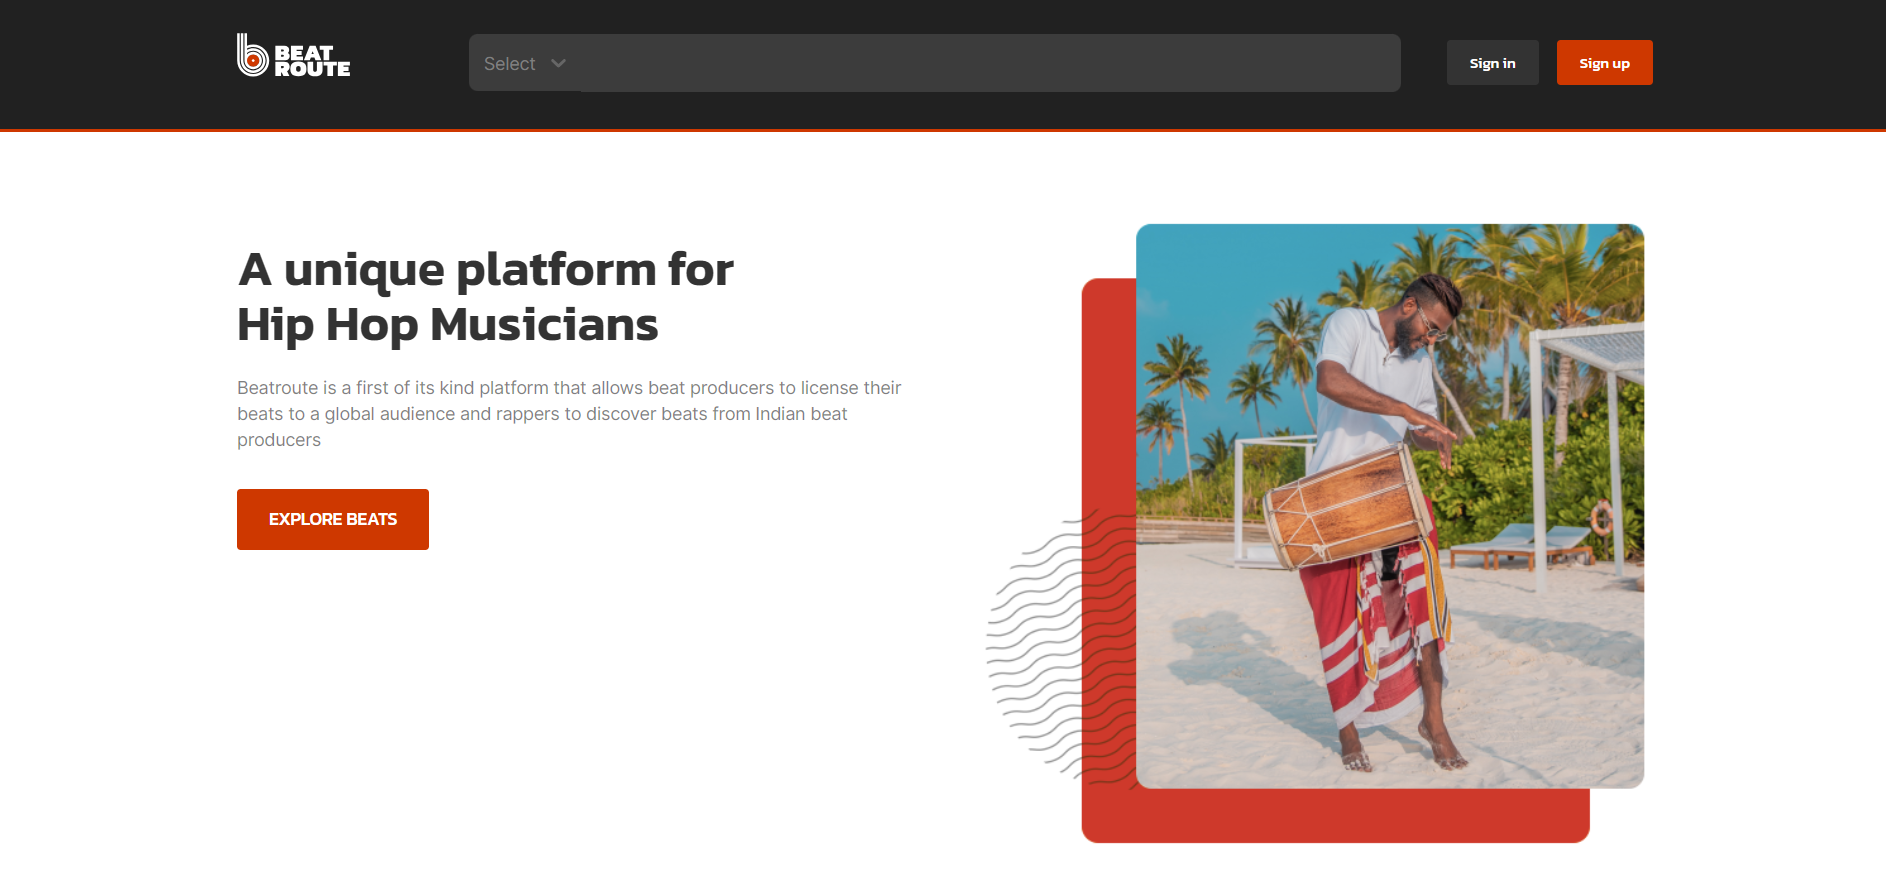 BEAT
ROUTE
Select
Sign in
Sign up
A unique platform for
Hip Hop Musicians
Beatroute is a first of its kind platform that allows beat producers to license their
beats to a global audience and rappers to discover beats from Indian beat
producers
EXPLORE BEATS